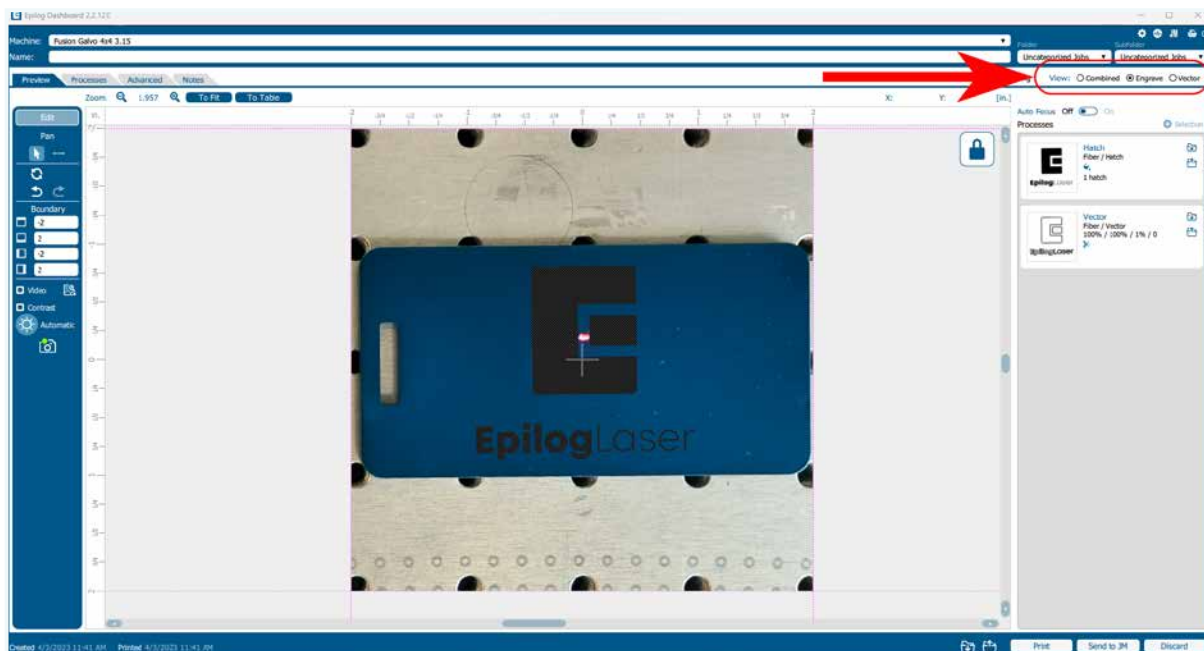 Epilog Dashboard 2.2.12C
Machine: Fusion Galvo 4x4 3.15
Name:
Folder Subfolder
Uncategorized Jobs Uncategorized Jobs
Preview Processes Advanced Notes
View: Combined Engrave Vector
Zoom 1.957 To Fit To Table X: Y: [in.]
Edit
Pan
Boundary
-2
2
-2
2
Video
Contrast
Automatic
Auto Focus Off On
Processes Selection
Hatch
Fiber / Hatch
1 hatch
EpilogLaser
Vector
Fiber / Vector
100% / 100% / 1% / 0
EpilogLaser
EpilogLaser
Created 4/3/2023 11:41 AM Printed 4/3/2023 11:41 AM
Print Send to JM Discard